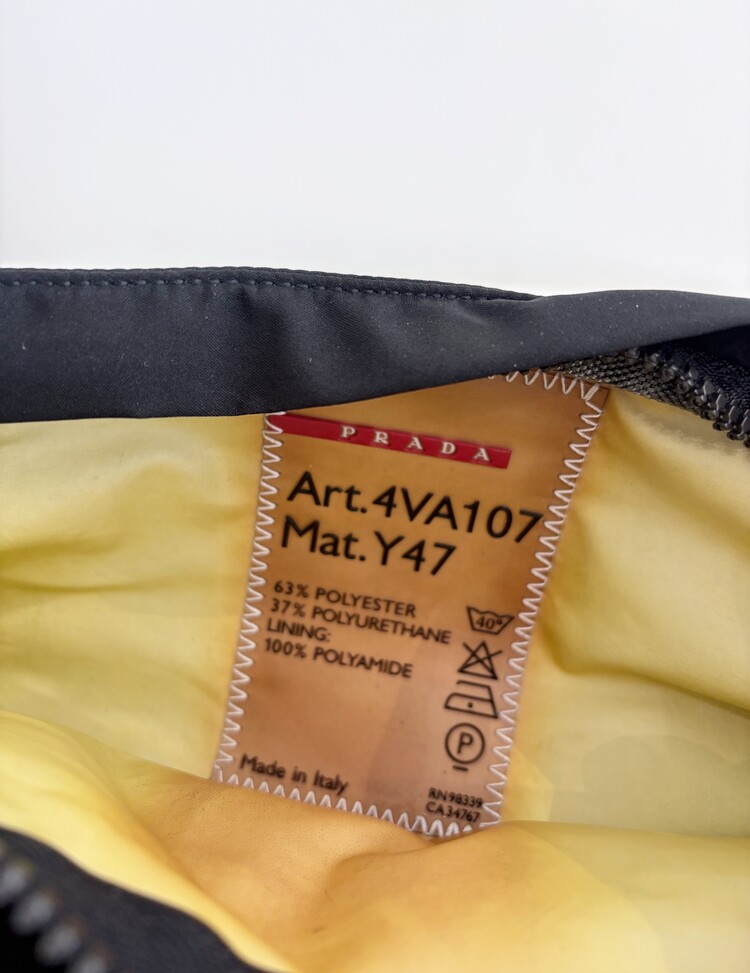 PRADA
Art. 4VA107
Mat. Y47
63% POLYESTER
37% POLYURETHANE
LINING:
100% POLYAMIDE
40°
P
Made in Italy
RN98339
CA34767